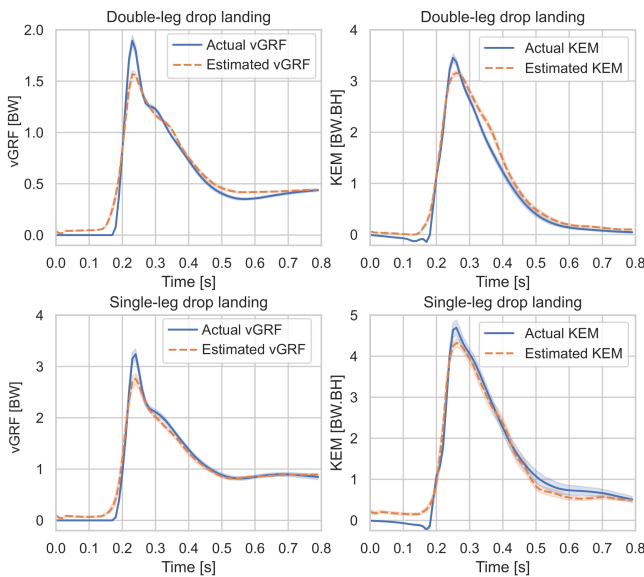 Double-leg drop landing
2.0
1.5
1.0
0.5
0.0
vGRF [BW]
Actual vGRF
Estimated vGRF
0.0 0.1 0.2 0.3 0.4 0.5 0.6 0.7 0.8
Time [s]
Double-leg drop landing
4
3
2
1
0
KEM [BW.BH]
Actual KEM
Estimated KEM
0.0 0.1 0.2 0.3 0.4 0.5 0.6 0.7 0.8
Time [s]
Single-leg drop landing
4
3
2
1
0
vGRF [BW]
Actual vGRF
Estimated vGRF
0.0 0.1 0.2 0.3 0.4 0.5 0.6 0.7 0.8
Time [s]
Single-leg drop landing
5
4
3
2
1
0
KEM [BW.BH]
Actual KEM
Estimated KEM
0.0 0.1 0.2 0.3 0.4 0.5 0.6 0.7 0.8
Time [s]